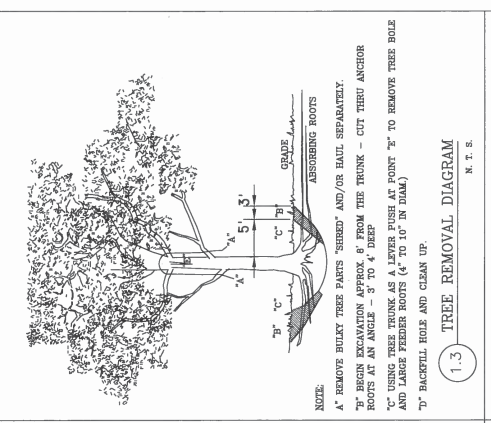 "E"
"A"
"A"
GRADE
5' 3'
"B" "C"
"C" "B"
ABSORBING ROOTS
NOTE:
A" REMOVE BULKY TREE PARTS "SHRED" AND/OR HAUL SEPARATELY.
"B" BEGIN EXCAVATION APPROX 8' FROM THE TRUNK - CUT THRU ANCHOR
ROOTS AT AN ANGLE - 3' TO 4' DEEP
"C" USING TREE TRUNK AS A LEVER PUSH AT POINT "E" TO REMOVE TREE BOLE
AND LARGE FEEDER ROOTS (4" TO 10" IN DIAM.)
"D" BACKFILL HOLE AND CLEAN UP.
1.3 TREE REMOVAL DIAGRAM
N. T. S.